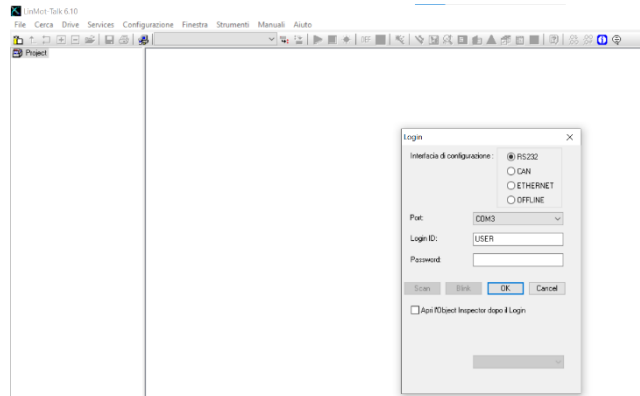 LinMot-Talk 6.10
File Cerca Drive Services Configurazione Finestra Strumenti Manuali Aiuto
Project
Login
Interfacia di configurazione :
RS232
CAN
ETHERNET
OFFLINE
Port: COM3
Login ID: USER
Password:
Scan Blink OK Cancel
Apri l'Object Inspector dopo il Login